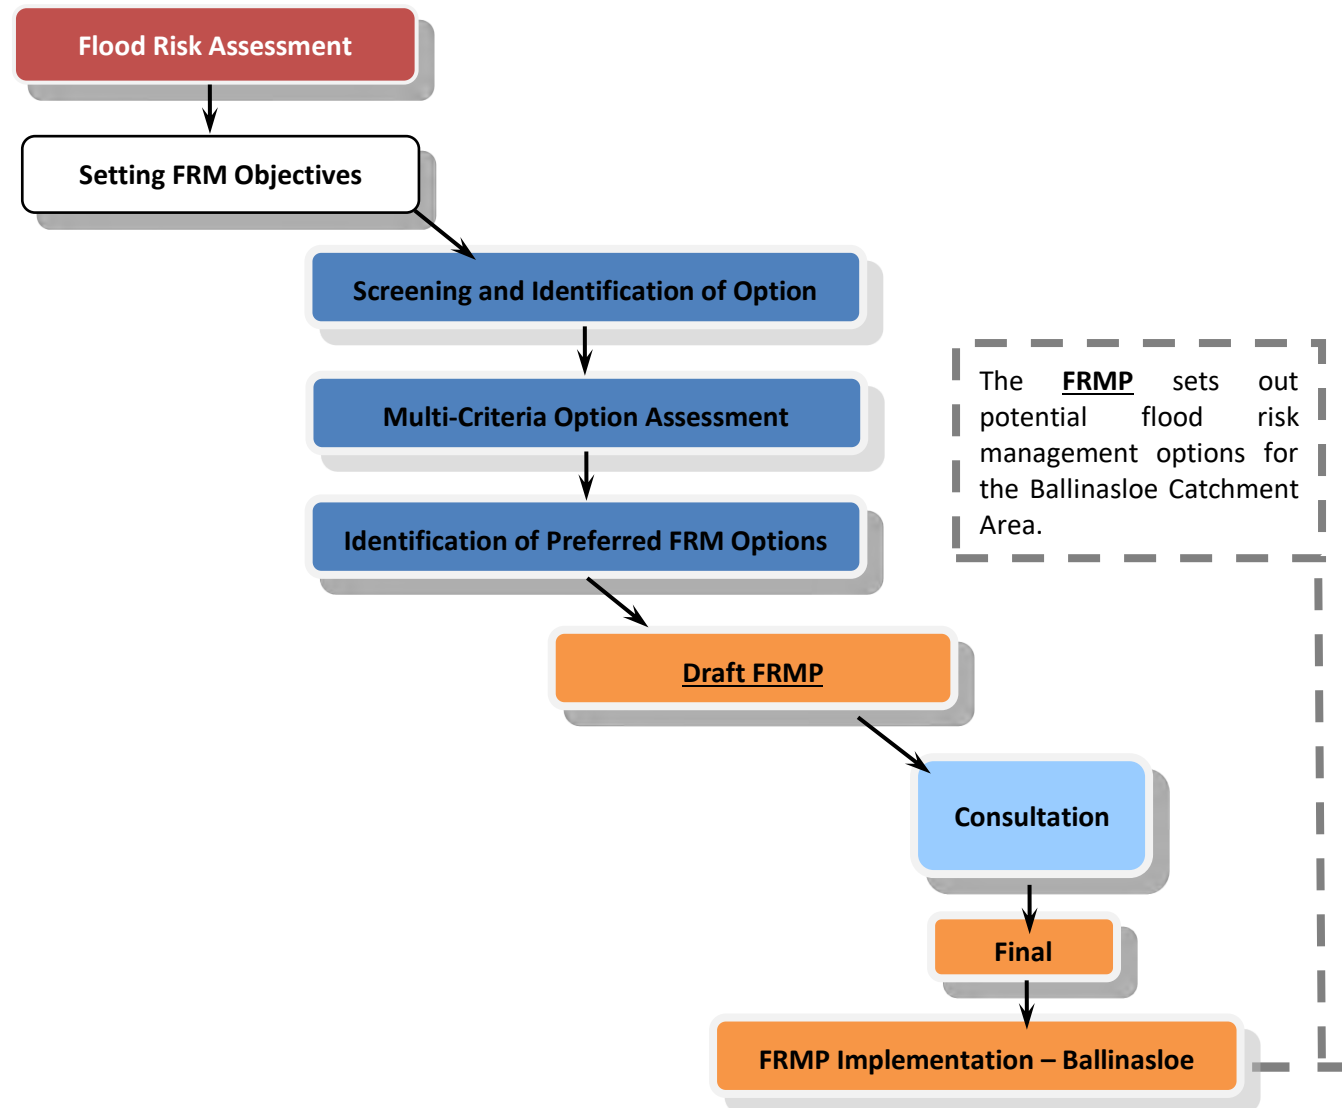 Flood Risk Assessment
Setting FRM Objectives
Screening and Identification of Option
Multi-Criteria Option Assessment
Identification of Preferred FRM Options
The FRMP sets out
potential flood risk
management options for
the Ballinasloe Catchment
Area.
Draft FRMP
Consultation
Final
FRMP Implementation – Ballinasloe